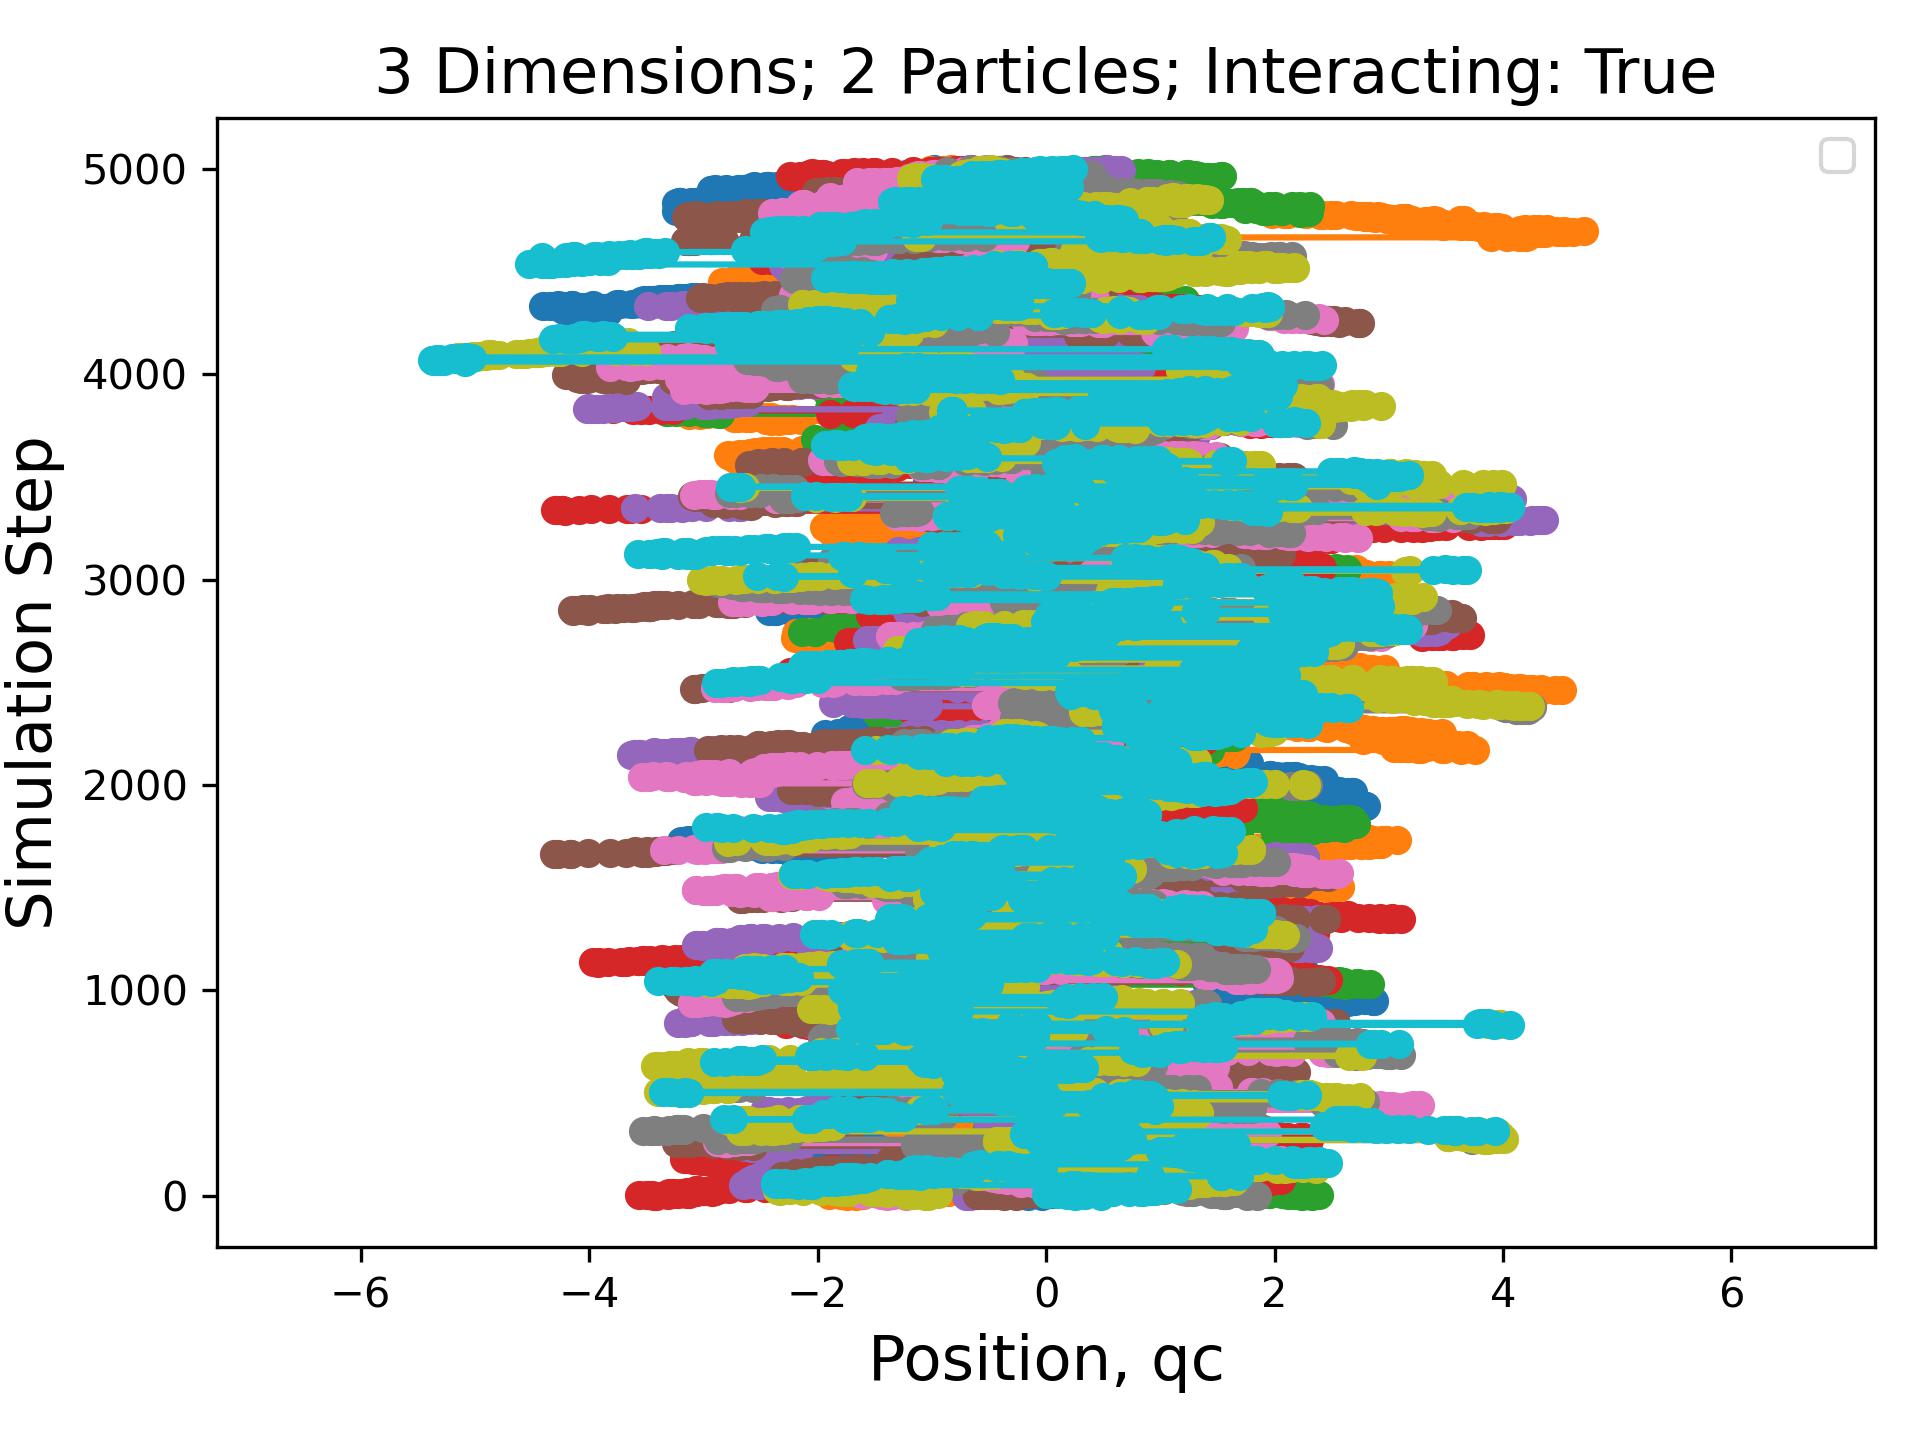 3 Dimensions; 2 Particles; Interacting: True
Simulation Step
5000
4000
3000
2000
1000
0
−6 −4 −2 0 2 4 6
Position, qc